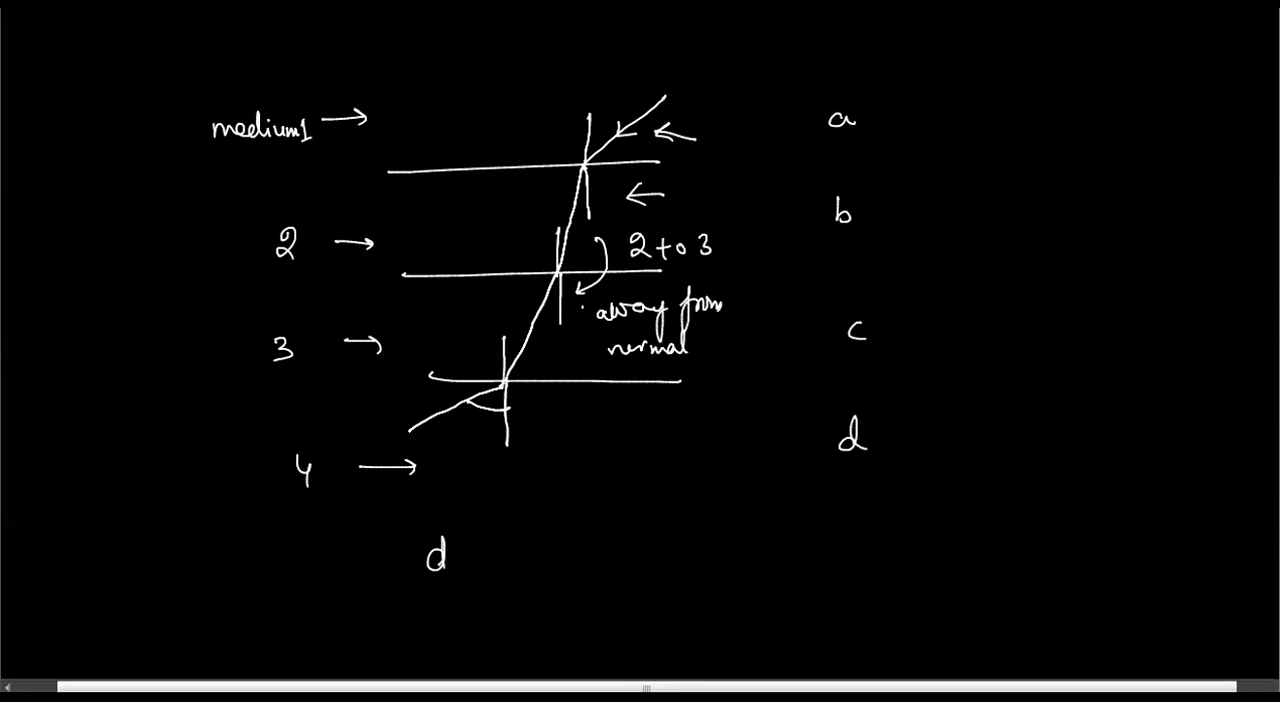 medium1 →
a
b
2 →
2 to 3
away from
normal
3 →
c
4 →
d
d